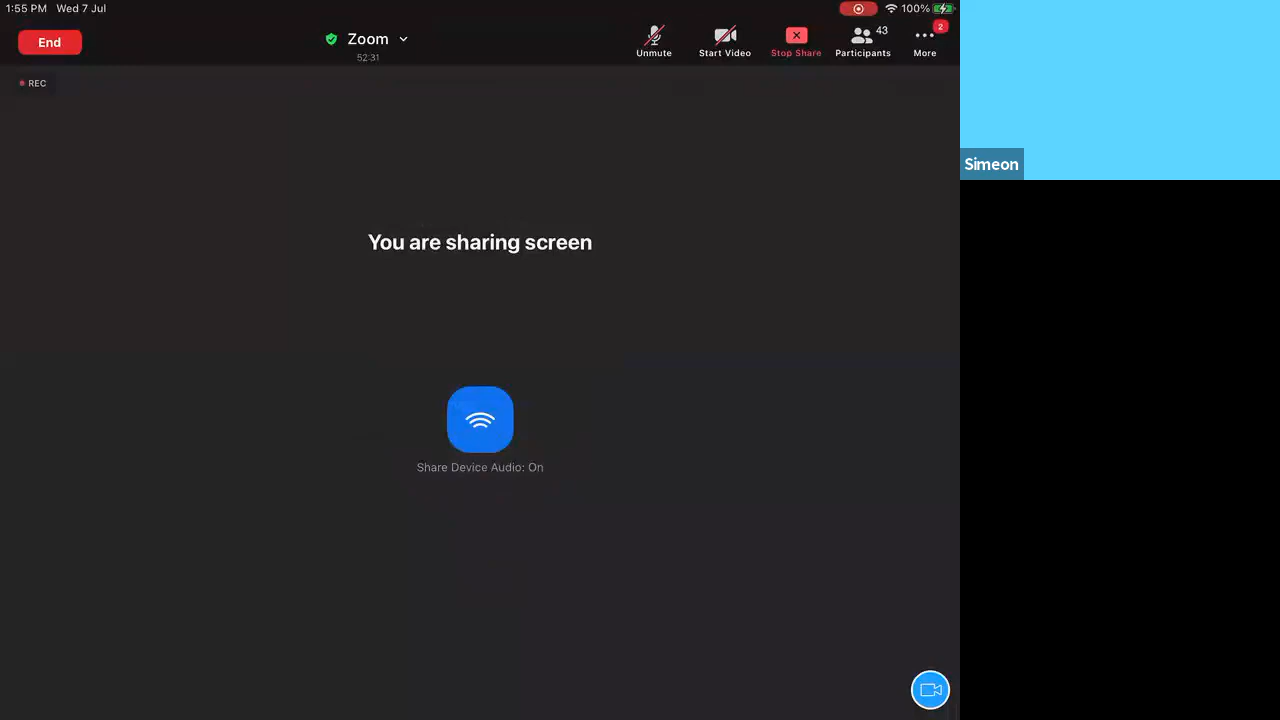 1:55 PM Wed 7 Jul
100%
End
Zoom
52:31
Unmute
Start Video
Stop Share
43
Participants
2
More
REC
Simeon
You are sharing screen
Share Device Audio: On